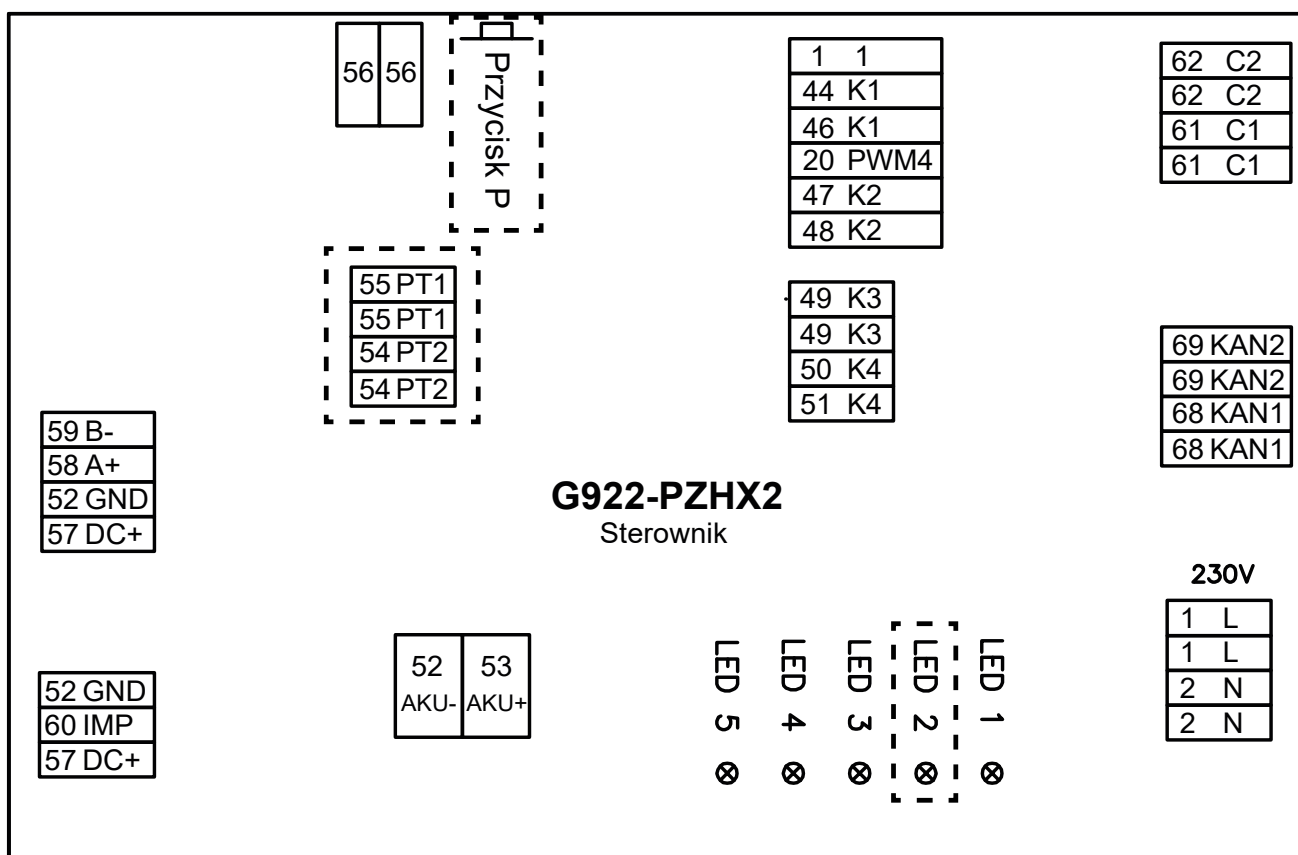 56 56
Przycisk P
1 1
44 K1
46 K1
20 PWM4
47 K2
48 K2
62 C2
62 C2
61 C1
61 C1
55 PT1
55 PT1
54 PT2
54 PT2
49 K3
49 K3
50 K4
51 K4
69 KAN2
69 KAN2
68 KAN1
68 KAN1
59 B-
58 A+
52 GND
57 DC+
G922-PZHX2
Sterownik
230V
1 L
1 L
2 N
2 N
52 GND
60 IMP
57 DC+
52 53
AKU- AKU+
LED 5
LED 4
LED 3
LED 2
LED 1